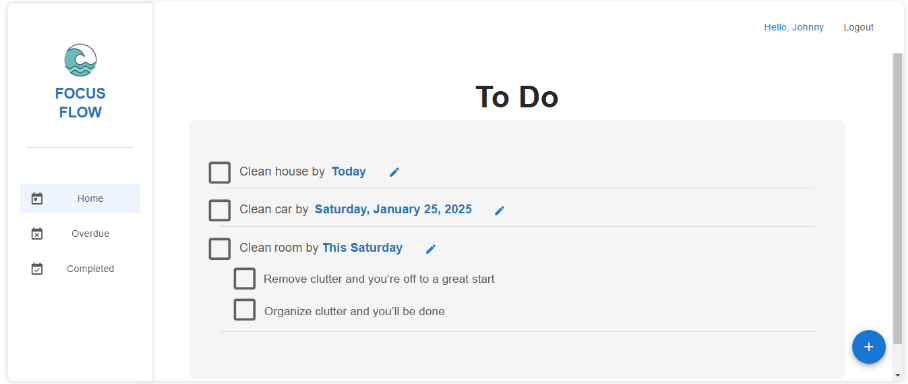 Hello, Johnny Logout
FOCUS
FLOW
Home
Overdue
Completed
To Do
Clean house by Today
Clean car by Saturday, January 25, 2025
Clean room by This Saturday
Remove clutter and you’re off to a great start
Organize clutter and you’ll be done
+